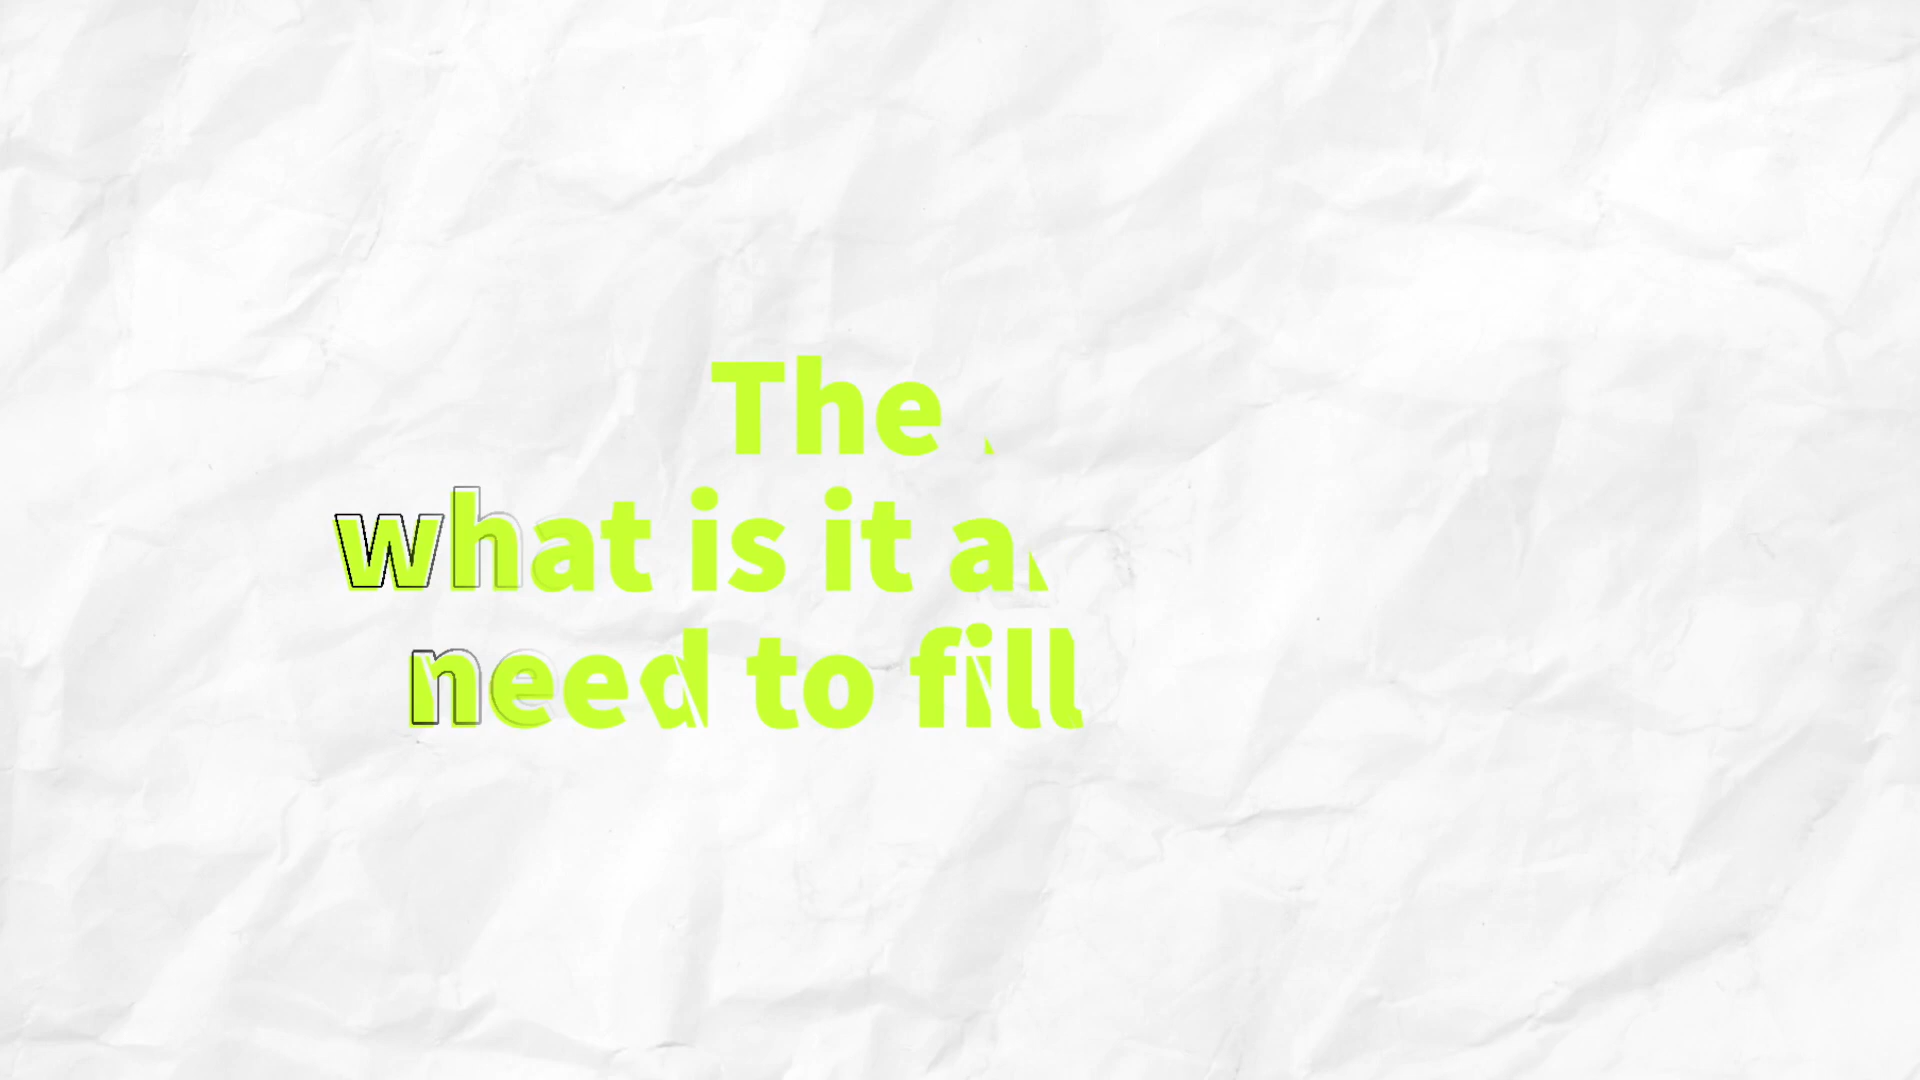 The
what is it a
need to fill